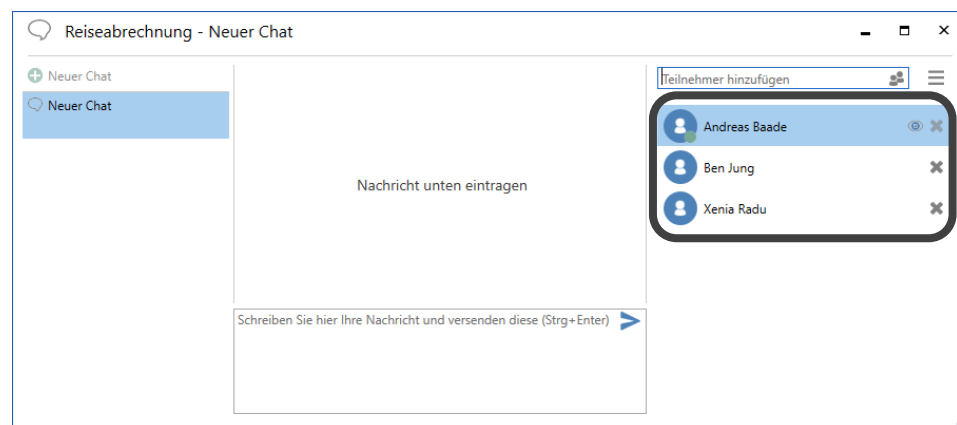 Reiseabrechnung - Neuer Chat
Neuer Chat
Neuer Chat
Nachricht unten eintragen
Schreiben Sie hier Ihre Nachricht und versenden diese (Strg+Enter)
Teilnehmer hinzufügen
Andreas Baade
Ben Jung
Xenia Radu